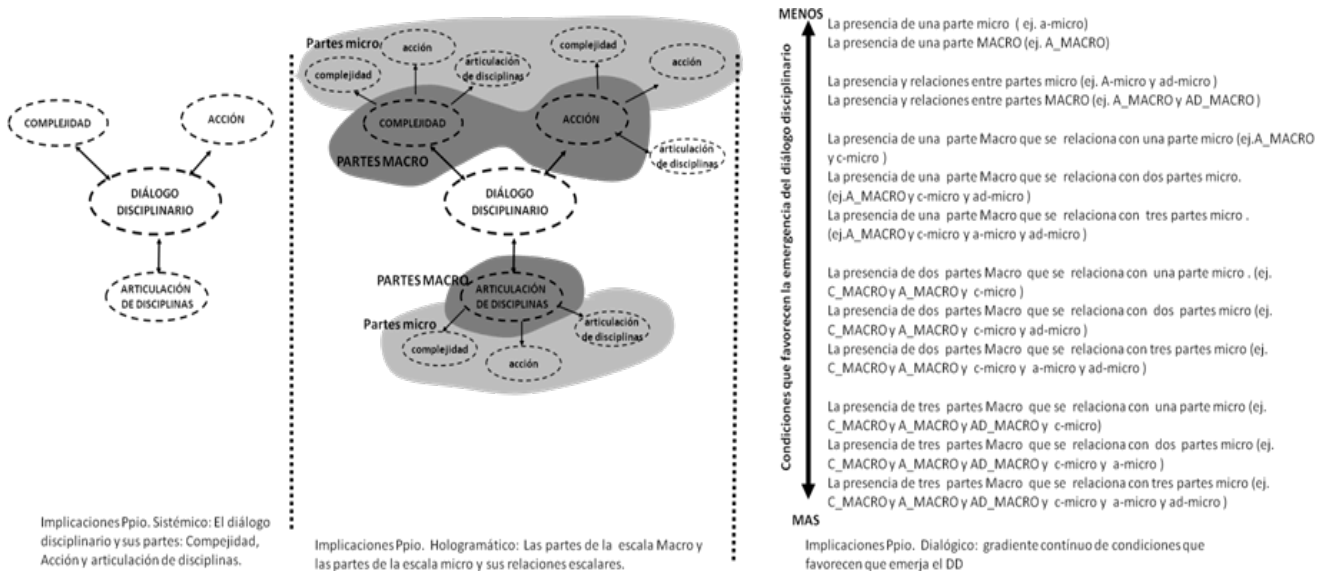 COMPLEJIDAD
ACCIÓN
DIÁLOGO
DISCIPLINARIO
ARTICULACIÓN
DE DISCIPLINAS
Implicaciones Ppio. Sistémico: El diálogo
disciplinario y sus partes: Compejidad,
Acción y articulación de disciplinas.
Partes micro
acción
complejidad
articulación
de disciplinas
complejidad
acción
COMPLEJIDAD
ACCIÓN
PARTES MACRO
articulación
de disciplinas
DIÁLOGO
DISCIPLINARIO
PARTES MACRO
ARTICULACIÓN
DE DISCIPLINAS
Partes micro
complejidad
acción
articulación
de disciplinas
Implicaciones Ppio. Hologramático: Las partes de la escala Macro y
las partes de la escala micro y sus relaciones escalares.
MENOS
Condiciones que favorecen la emergencia del diálogo disciplinario
MAS
La presencia de una parte micro ( ej. a-micro)
La presencia de una parte MACRO (ej. A_MACRO)
La presencia y relaciones entre partes micro (ej. A-micro y ad-micro )
La presencia y relaciones entre partes MACRO (ej. A_MACRO y AD_MACRO )
La presencia de una parte Macro que se relaciona con una parte micro (ej.A_MACRO
y c-micro )
La presencia de una parte Macro que se relaciona con dos partes micro.
(ej.A_MACRO y c-micro y ad-micro )
La presencia de una parte Macro que se relaciona con tres partes micro .
(ej.A_MACRO y c-micro y a-micro y ad-micro )
La presencia de dos partes Macro que se relaciona con una parte micro . (ej.
C_MACRO y A_MACRO y c-micro )
La presencia de dos partes Macro que se relaciona con dos partes micro (ej.
C_MACRO y A_MACRO y c-micro y ad-micro )
La presencia de dos partes Macro que se relaciona con tres partes micro (ej.
C_MACRO y A_MACRO y c-micro y a-micro y ad-micro )
La presencia de tres partes Macro que se relaciona con una parte micro (ej.
C_MACRO y A_MACRO y AD_MACRO y c-micro)
La presencia de tres partes Macro que se relaciona con dos partes micro (ej.
C_MACRO y A_MACRO y AD_MACRO y c-micro y a-micro )
La presencia de tres partes Macro que se relaciona con tres partes micro (ej.
C_MACRO y A_MACRO y AD_MACRO y c-micro y a-micro y ad-micro )
Implicaciones Ppio. Dialógico: gradiente contínuo de condiciones que
favorecen que emerja el DD